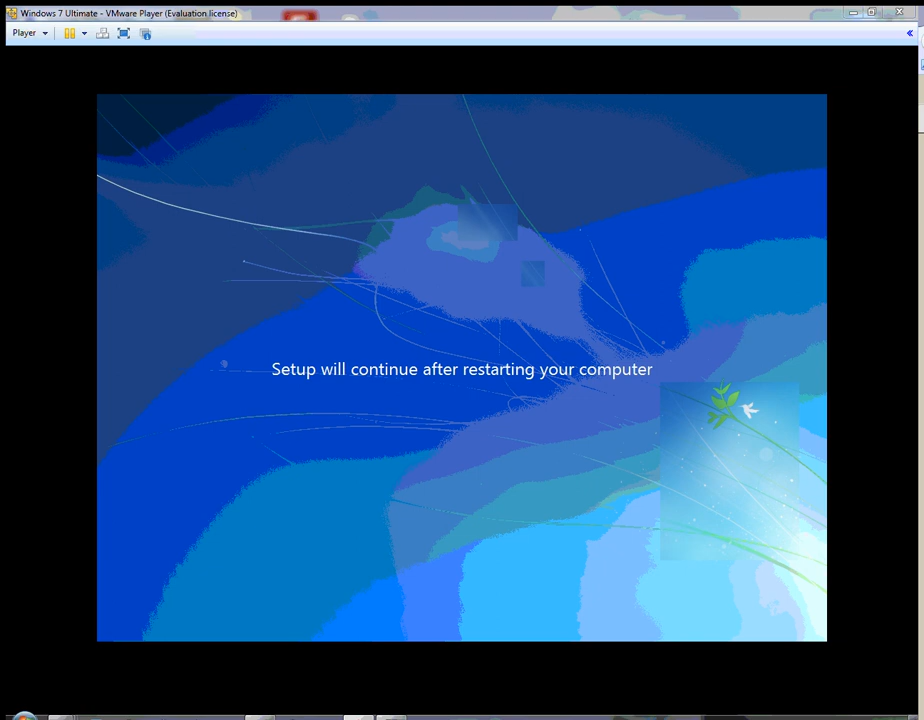 Windows 7 Ultimate - VMware Player (Evaluation license)
Player
Setup will continue after restarting your computer